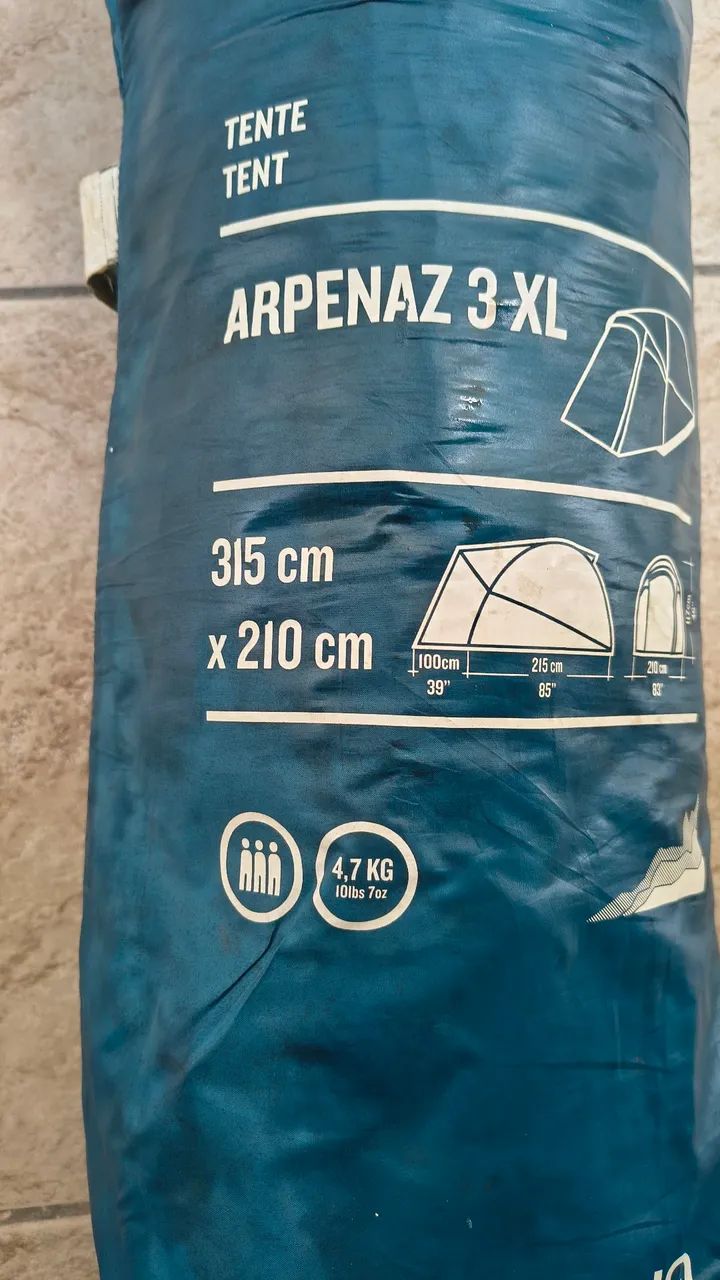 TENTE
TENT
ARPENAZ 3 XL
315 cm
x 210 cm
100cm
39"
215 cm
85"
210 cm
83"
4,7 KG
10lbs 7oz